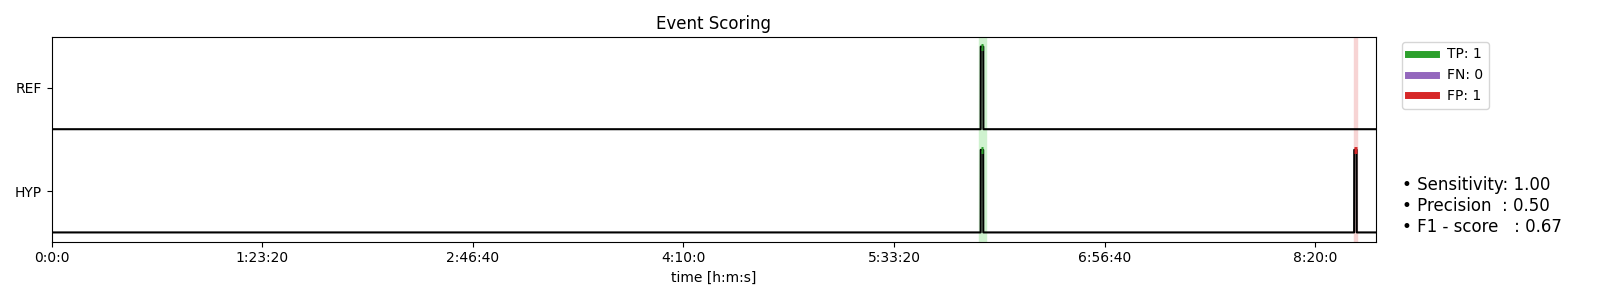 Event Scoring
REF
HYP
0:0:0
1:23:20
2:46:40
4:10:0
5:33:20
6:56:40
8:20:0
time [h:m:s]
TP: 1
FN: 0
FP: 1
• Sensitivity: 1.00
• Precision : 0.50
• F1 - score : 0.67